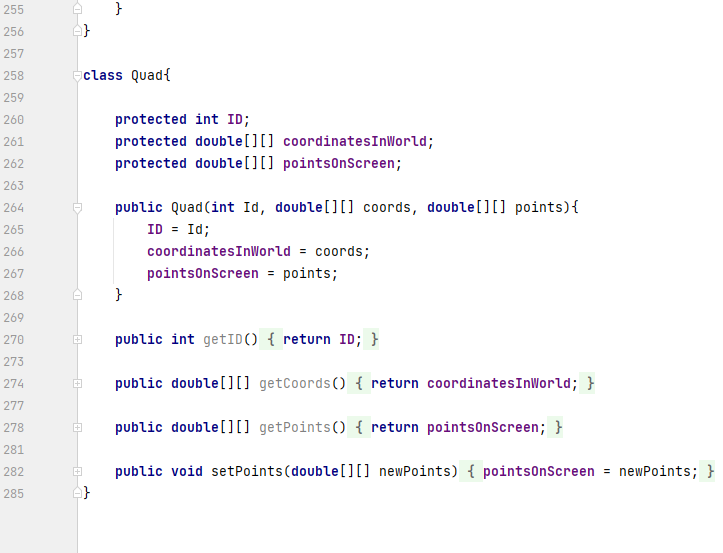 255 }
256 }
257
258 class Quad{
259
260 protected int ID;
261 protected double[][] coordinatesInWorld;
262 protected double[][] pointsOnScreen;
263
264 public Quad(int Id, double[][] coords, double[][] points){
265 ID = Id;
266 coordinatesInWorld = coords;
267 pointsOnScreen = points;
268 }
269
270 public int getID() { return ID; }
273
274 public double[][] getCoords() { return coordinatesInWorld; }
277
278 public double[][] getPoints() { return pointsOnScreen; }
281
282 public void setPoints(double[][] newPoints) { pointsOnScreen = newPoints; }
285 }